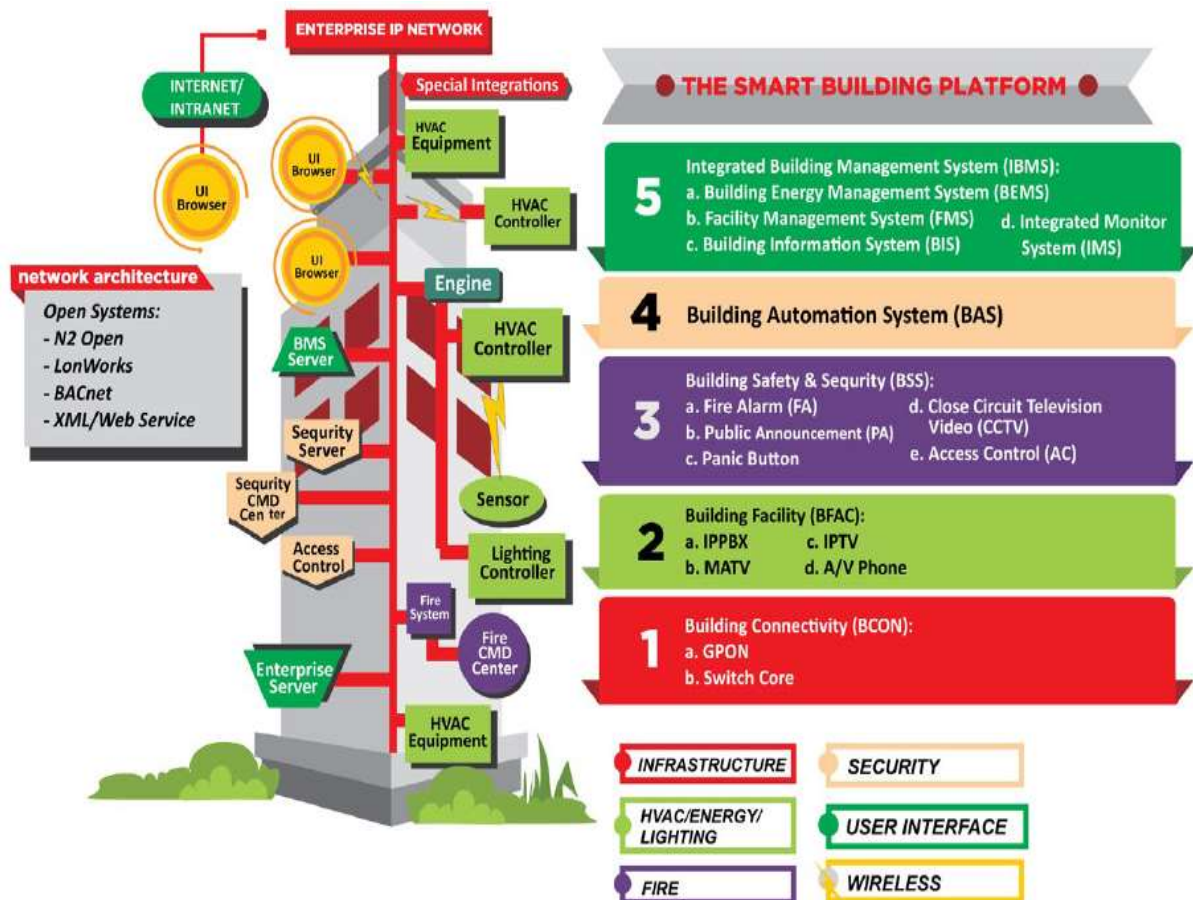 ENTERPRISE IP NETWORK
INTERNET/
INTRANET
UI
Browser
Special Integrations
HVAC
Equipment
UI
Browser
HVAC
Controller
UI
Browser
Engine
HVAC
Controller
BMS
Server
Sequrity
Server
Sensor
Sequrity
CMD
Cen ter
Access
Control
Lighting
Controller
Fire
System
Fire
CMD
Center
Enterprise
Server
HVAC
Equipment
network architecture
Open Systems:
- N2 Open
- LonWorks
- BACnet
- XML/Web Service
THE SMART BUILDING PLATFORM
5
Integrated Building Management System (IBMS):
a. Building Energy Management System (BEMS)
b. Facility Management System (FMS)
c. Building Information System (BIS)
d. Integrated Monitor
System (IMS)
4
Building Automation System (BAS)
3
Building Safety & Sequrity (BSS):
a. Fire Alarm (FA)
b. Public Announcement (PA)
c. Panic Button
d. Close Circuit Television
Video (CCTV)
e. Access Control (AC)
2
Building Facility (BFAC):
a. IPPBX
b. MATV
c. IPTV
d. A/V Phone
1
Building Connectivity (BCON):
a. GPON
b. Switch Core
INFRASTRUCTURE
SECURITY
HVAC/ENERGY/
LIGHTING
USER INTERFACE
FIRE
WIRELESS